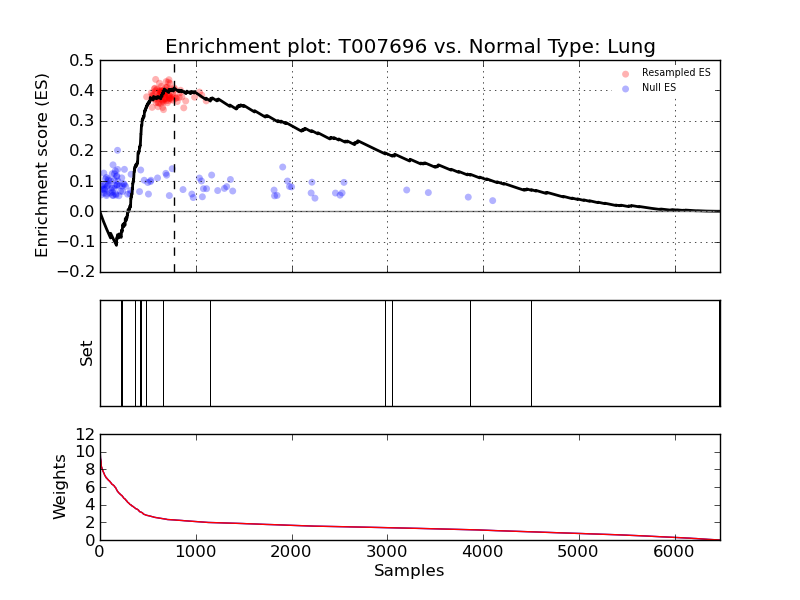 Enrichment plot: T007696 vs. Normal Type: Lung
Enrichment score (ES)
0.5
0.4
0.3
0.2
0.1
0.0
−0.1
−0.2
Resampled ES
Null ES
Set
Weights
12
10
8
6
4
2
0
0 1000 2000 3000 4000 5000 6000
Samples